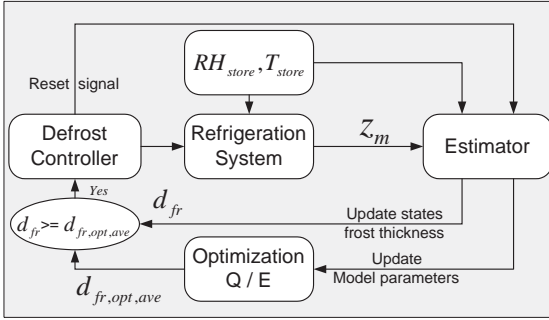 RH_store, T_store
Reset signal
Defrost
Controller
Refrigeration
System
z_m
Estimator
Yes
d_fr
d_fr >= d_fr,opt,ave
Update states
frost thickness
Optimization
Q / E
Update
Model parameters
d_fr,opt,ave